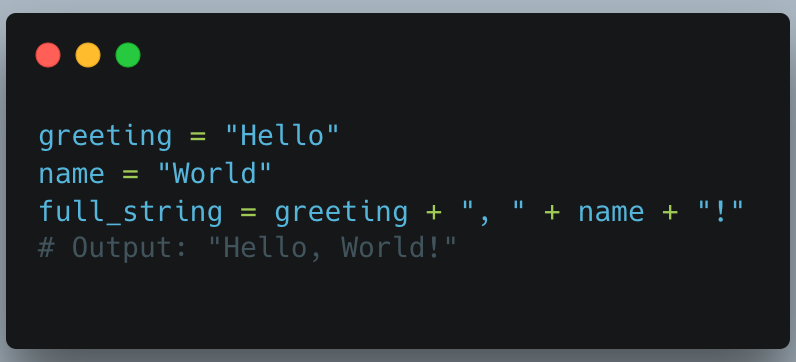 greeting = "Hello"
name = "World"
full_string = greeting + ", " + name + "!"
# Output: "Hello, World!"